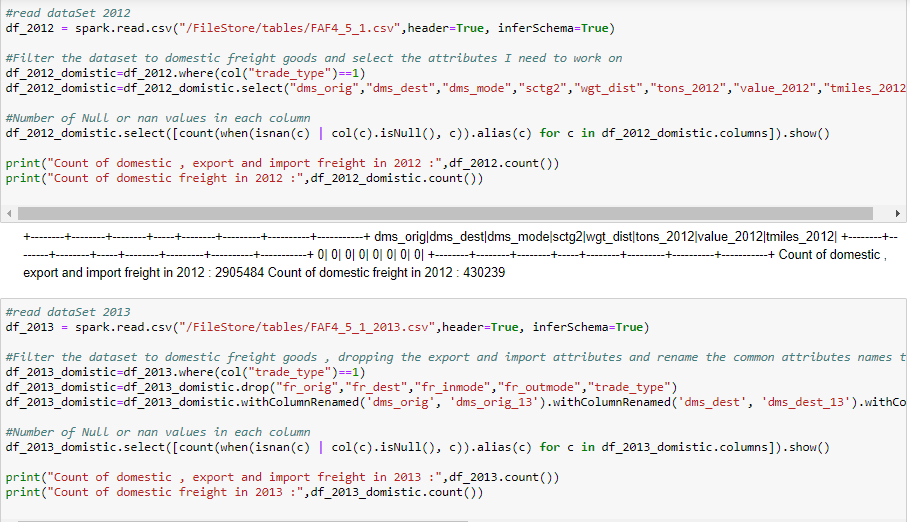 #read dataSet 2012
df_2012 = spark.read.csv("/FileStore/tables/FAF4_5_1.csv",header=True, inferSchema=True)
#Filter the dataset to domestic freight goods and select the attributes I need to work on
df_2012_domistic=df_2012.where(col("trade_type")==1)
df_2012_domistic=df_2012_domistic.select("dms_orig","dms_dest","dms_mode","sctg2","wgt_dist","tons_2012","value_2012","tmiles_2012
#Number of Null or nan values in each column
df_2012_domistic.select([count(when(isnan(c) | col(c).isNull(), c)).alias(c) for c in df_2012_domistic.columns]).show()
print("Count of domestic , export and import freight in 2012 :",df_2012.count())
print("Count of domestic freight in 2012 :",df_2012_domistic.count())
+--------+--------+--------+-----+--------+---------+----------+-----------+ dms_orig|dms_dest|dms_mode|sctg2|wgt_dist|tons_2012|value_2012|tmiles_2012| +--------+--
------+--------+-----+--------+---------+----------+-----------+ 0| 0| 0| 0| 0| 0| 0| 0| +--------+--------+--------+-----+--------+---------+----------+-----------+ Count of domestic ,
export and import freight in 2012 : 2905484 Count of domestic freight in 2012 : 430239
#read dataSet 2013
df_2013 = spark.read.csv("/FileStore/tables/FAF4_5_1_2013.csv",header=True, inferSchema=True)
#Filter the dataset to domestic freight goods , dropping the export and import attributes and rename the common attributes names t
df_2013_domistic=df_2013.where(col("trade_type")==1)
df_2013_domistic=df_2013_domistic.drop("fr_orig","fr_dest","fr_inmode","fr_outmode","trade_type")
df_2013_domistic=df_2013_domistic.withColumnRenamed('dms_orig', 'dms_orig_13').withColumnRenamed('dms_dest', 'dms_dest_13').withCo
#Number of Null or nan values in each column
df_2013_domistic.select([count(when(isnan(c) | col(c).isNull(), c)).alias(c) for c in df_2013_domistic.columns]).show()
print("Count of domestic , export and import freight in 2013 :",df_2013.count())
print("Count of domestic freight in 2013 :",df_2013_domistic.count())